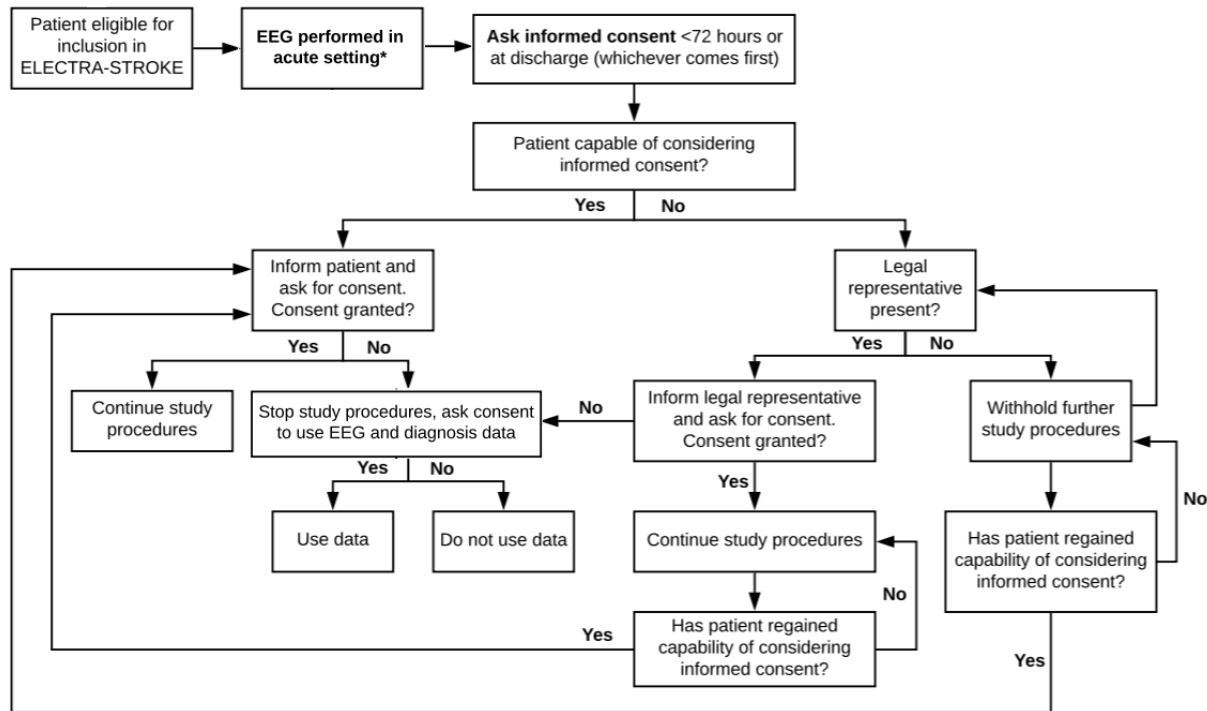 Patient eligible for
inclusion in
ELECTRA-STROKE
EEG performed in
acute setting*
Ask informed consent <72 hours or
at discharge (whichever comes first)
Patient capable of considering
informed consent?
Yes
No
Inform patient and
ask for consent.
Consent granted?
Legal
representative
present?
Yes
No
Yes
No
Continue study
procedures
Stop study procedures, ask consent
to use EEG and diagnosis data
No
Inform legal representative
and ask for consent.
Consent granted?
Withhold further
study procedures
Yes
No
Yes
No
Use data
Do not use data
Continue study procedures
Has patient regained
capability of considering
informed consent?
No
Yes
Has patient regained
capability of considering
informed consent?
Yes